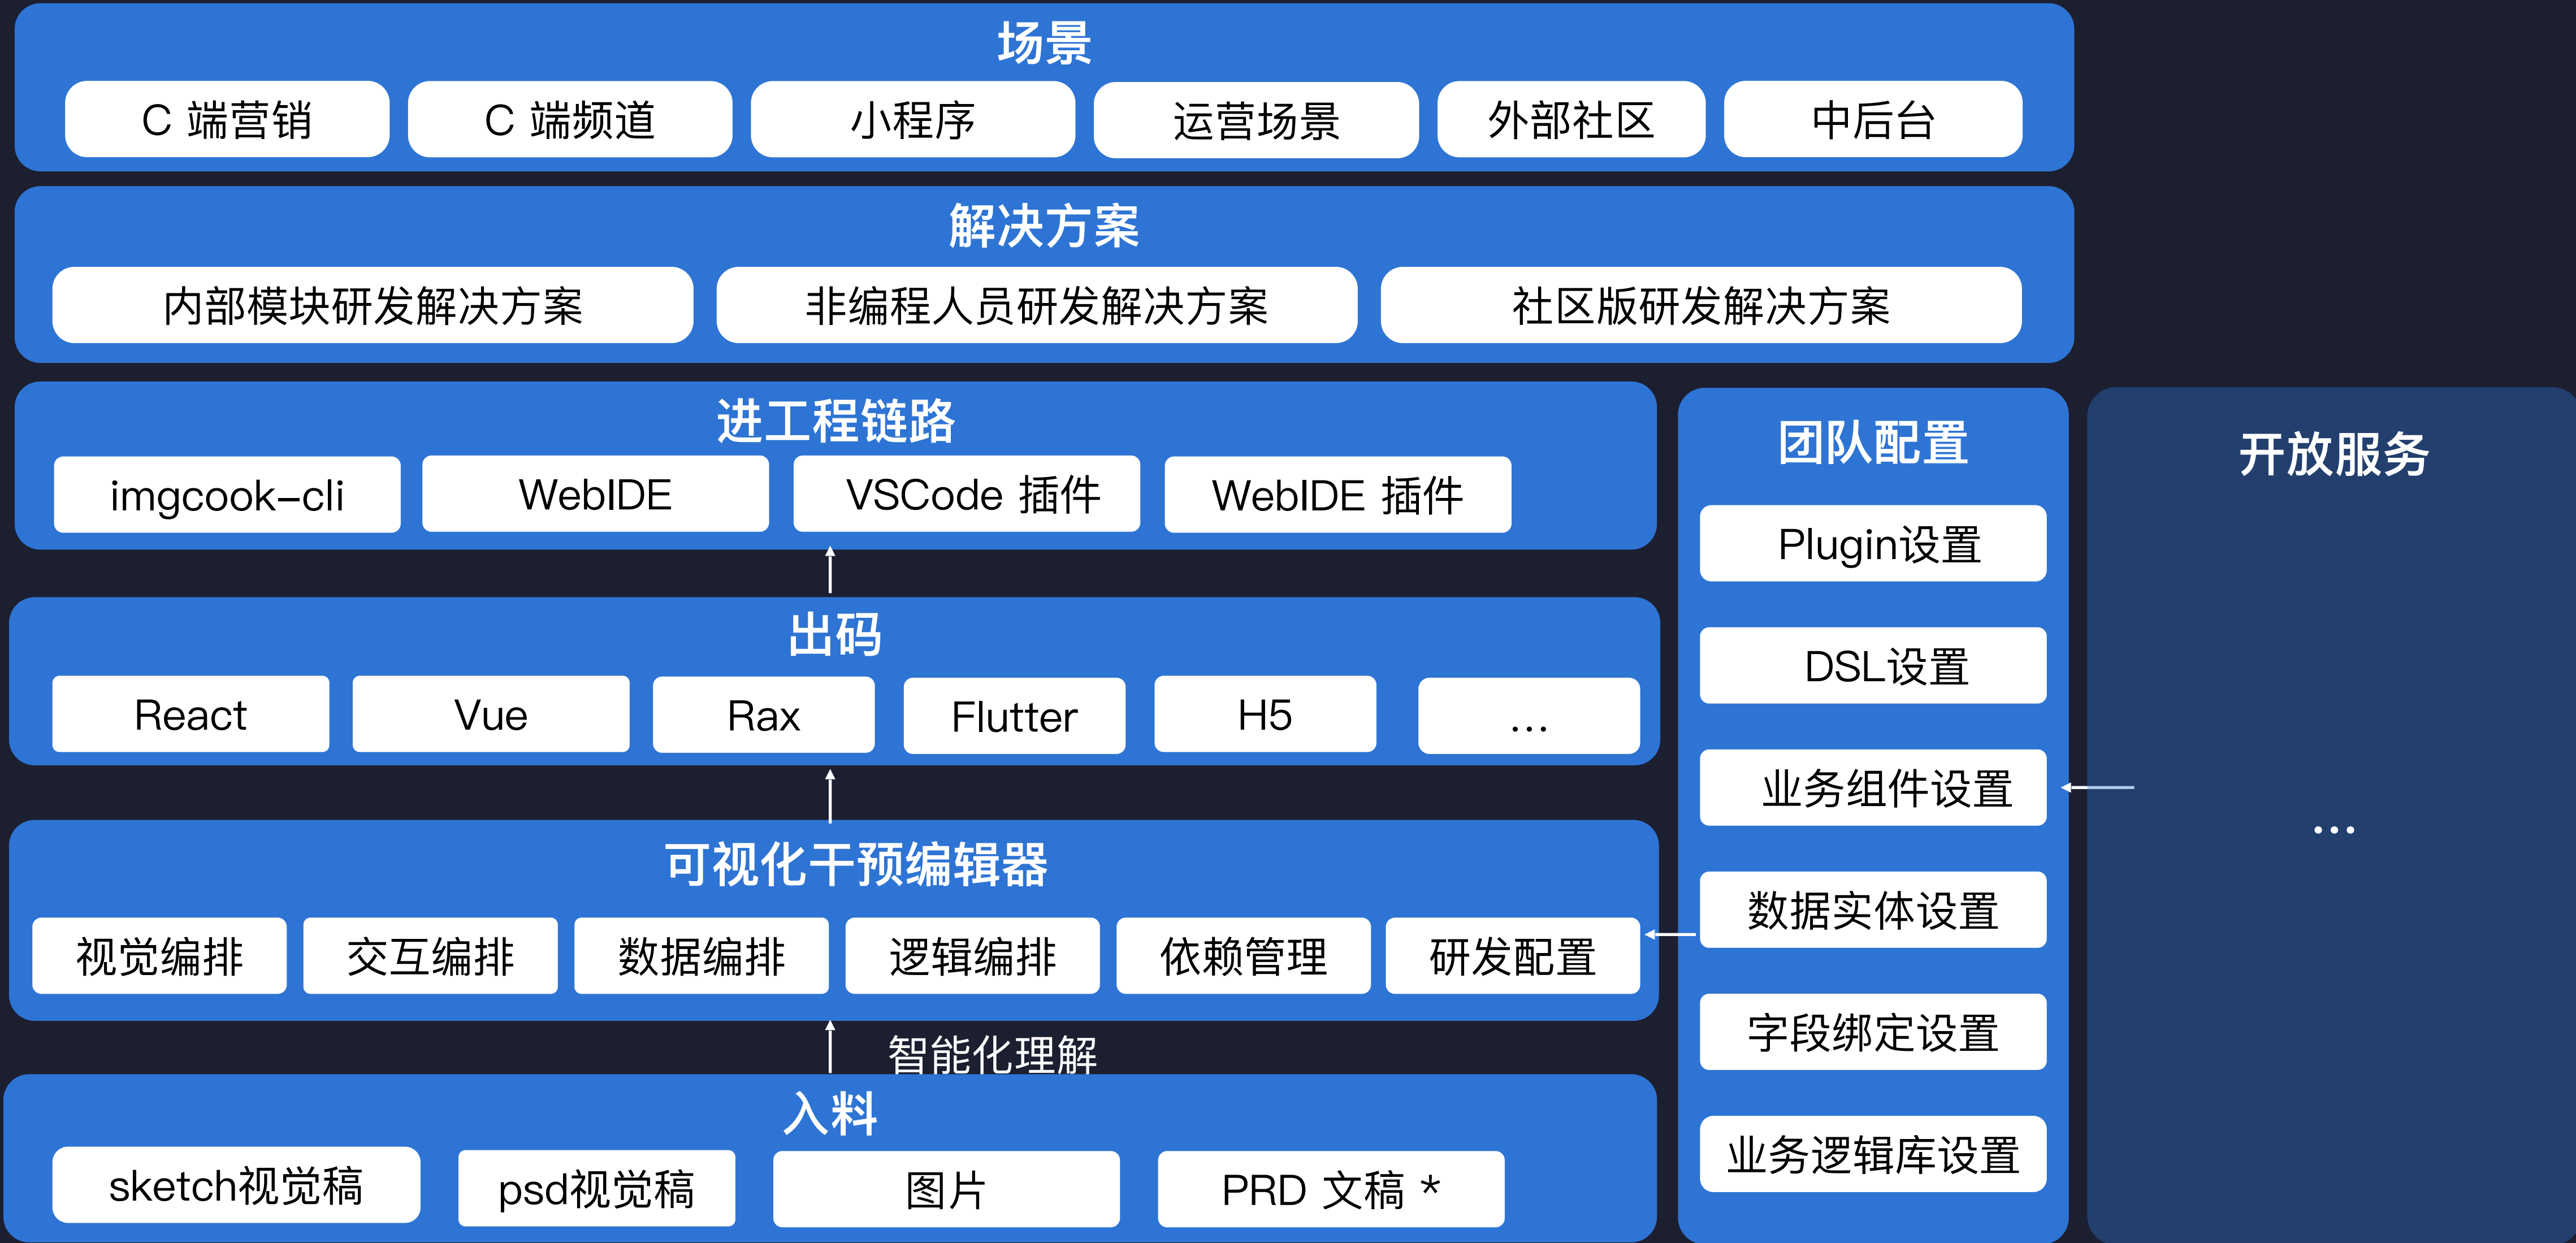 场景
C 端营销
C 端频道
小程序
运营场景
外部社区
中后台
解决方案
内部模块研发解决方案
非编程人员研发解决方案
社区版研发解决方案
进工程链路
imgcook-cli
WebIDE
VSCode 插件
WebIDE 插件
出码
React
Vue
Rax
Flutter
H5
...
可视化干预编辑器
视觉编排
交互编排
数据编排
逻辑编排
依赖管理
研发配置
智能化理解
入料
sketch视觉稿
psd视觉稿
图片
PRD 文稿 *
团队配置
Plugin设置
DSL设置
业务组件设置
数据实体设置
字段绑定设置
业务逻辑库设置
开放服务
...